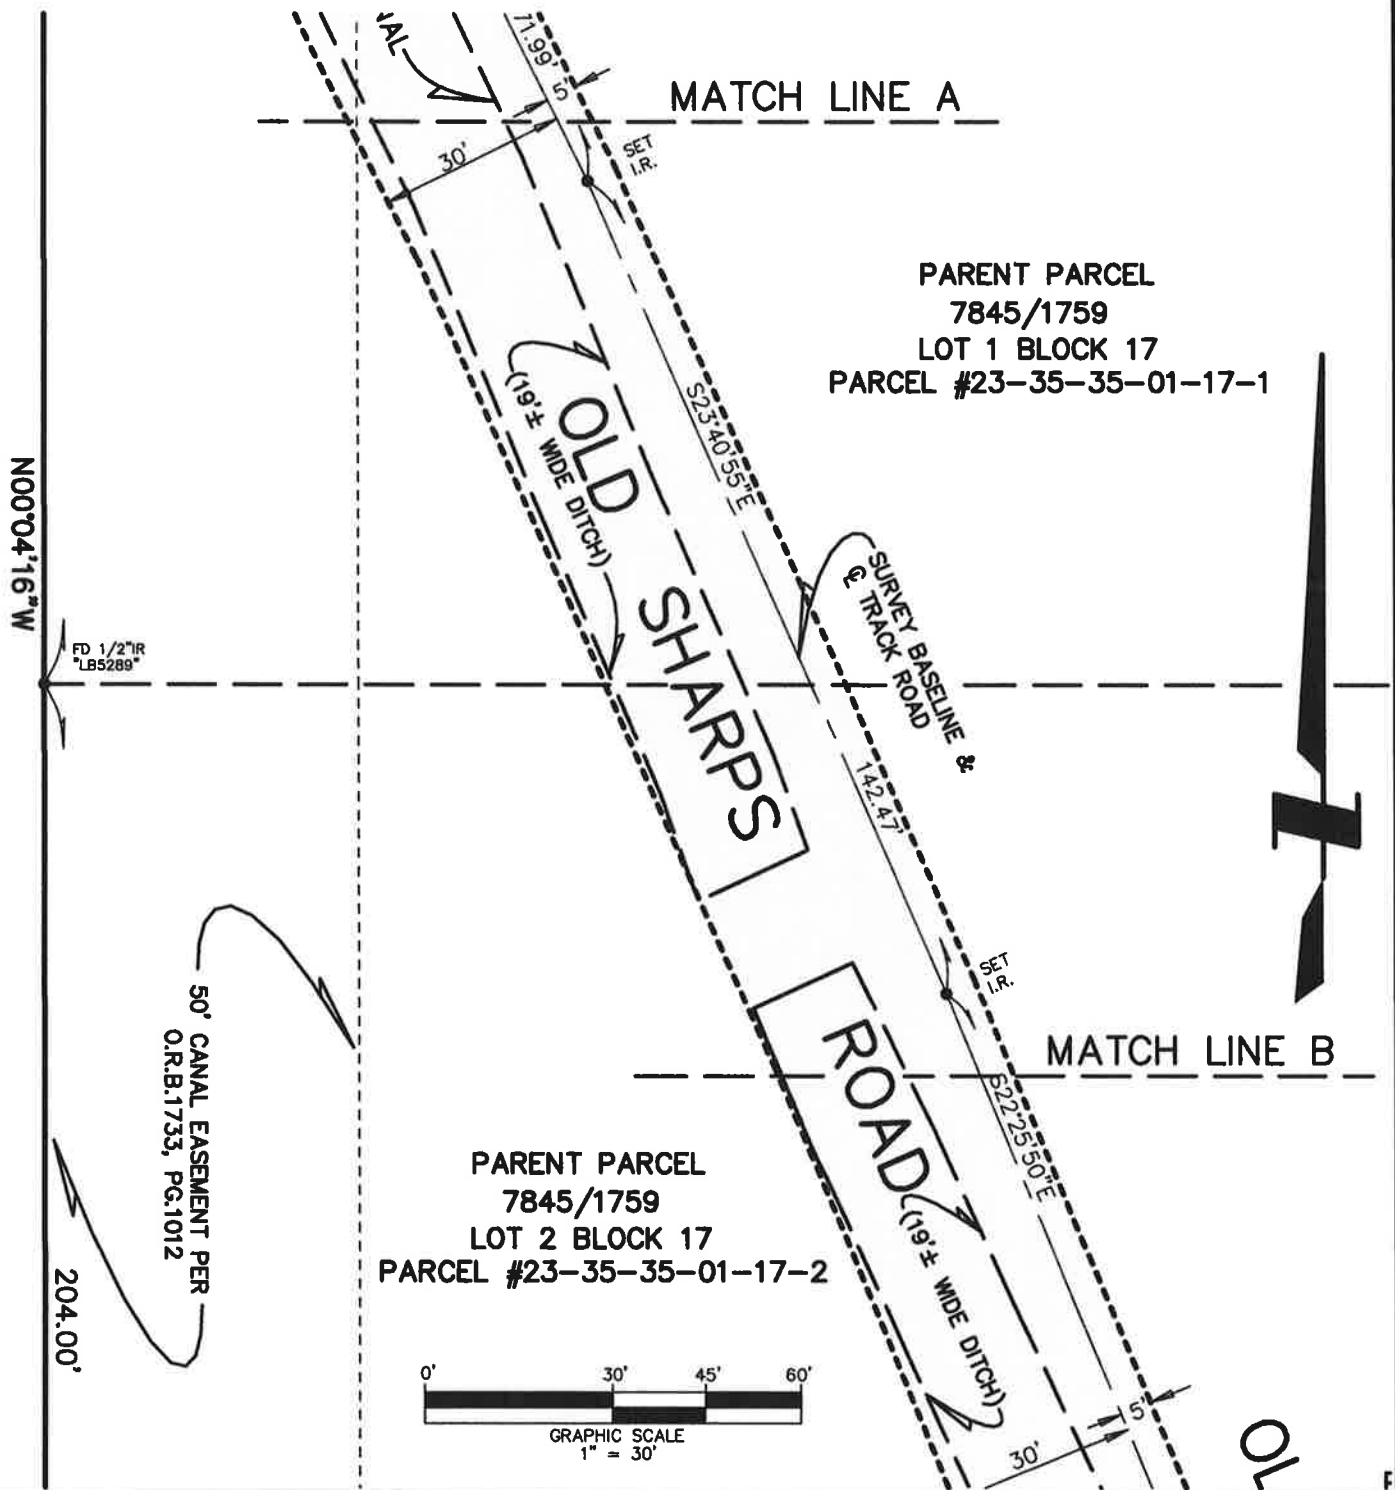 NAL
71.99'
5'
MATCH LINE A
30'
SET
I.R.
PARENT PARCEL
7845/1759
LOT 1 BLOCK 17
PARCEL #23-35-35-01-17-1
S23°40'55"E
OLD SHARPS
(19'± WIDE DITCH)
N00°04'16"W
FD 1/2"IR
"LB5289"
SURVEY BASELINE &
℄ TRACK ROAD
142.47'
SET
I.R.
MATCH LINE B
ROAD
S22°25'50"E
50' CANAL EASEMENT PER
O.R.B.1733, PG.1012
PARENT PARCEL
7845/1759
LOT 2 BLOCK 17
PARCEL #23-35-35-01-17-2
(19'± WIDE DITCH)
204.00'
0' 30' 45' 60'
GRAPHIC SCALE
1" = 30'
5'
30'
OL